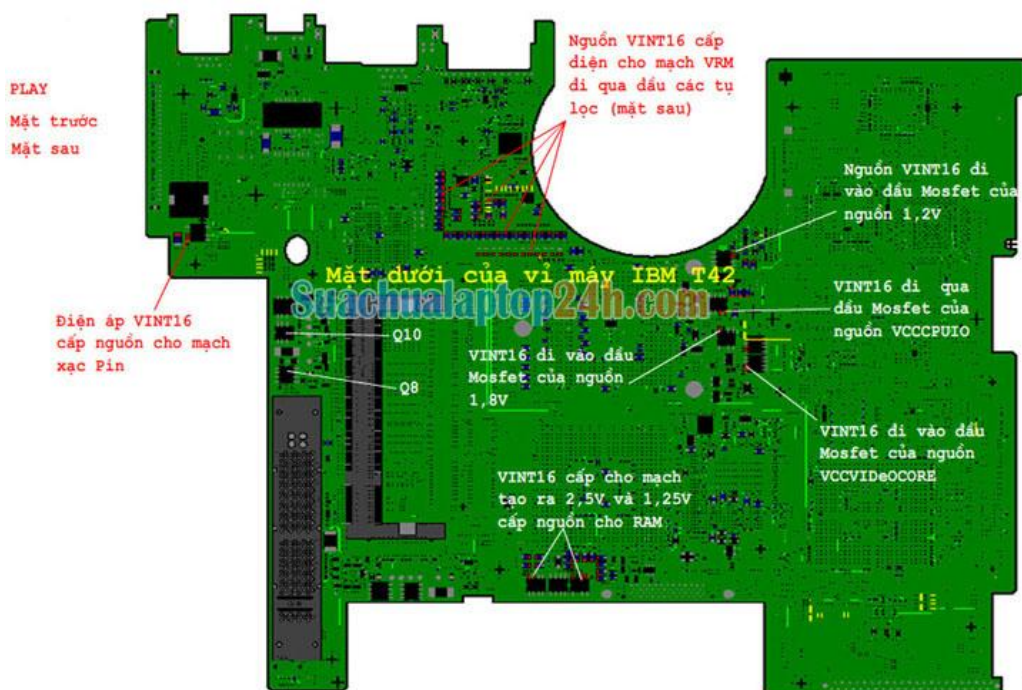 PLAY
Mặt trước
Mặt sau
Nguồn VINT16 cấp
điện cho mạch VRM
đi qua đầu các tụ
lọc (mặt sau)
Nguồn VINT16 đi
vào đầu Mosfet của
nguồn 1,2V
Mặt dưới của vỉ máy IBM T42
Suachualaptop24h.com
VINT16 đi qua
đầu Mosfet của
nguồn VCCCPUIO
Điện áp VINT16
cấp nguồn cho mạch
xạc Pin
Q10
Q8
VINT16 đi vào đầu
Mosfet của nguồn
1,8V
VINT16 đi vào đầu
Mosfet của nguồn
VCCVIDeOCORE
VINT16 cấp cho mạch
tạo ra 2,5V và 1,25V
cấp nguồn cho RAM